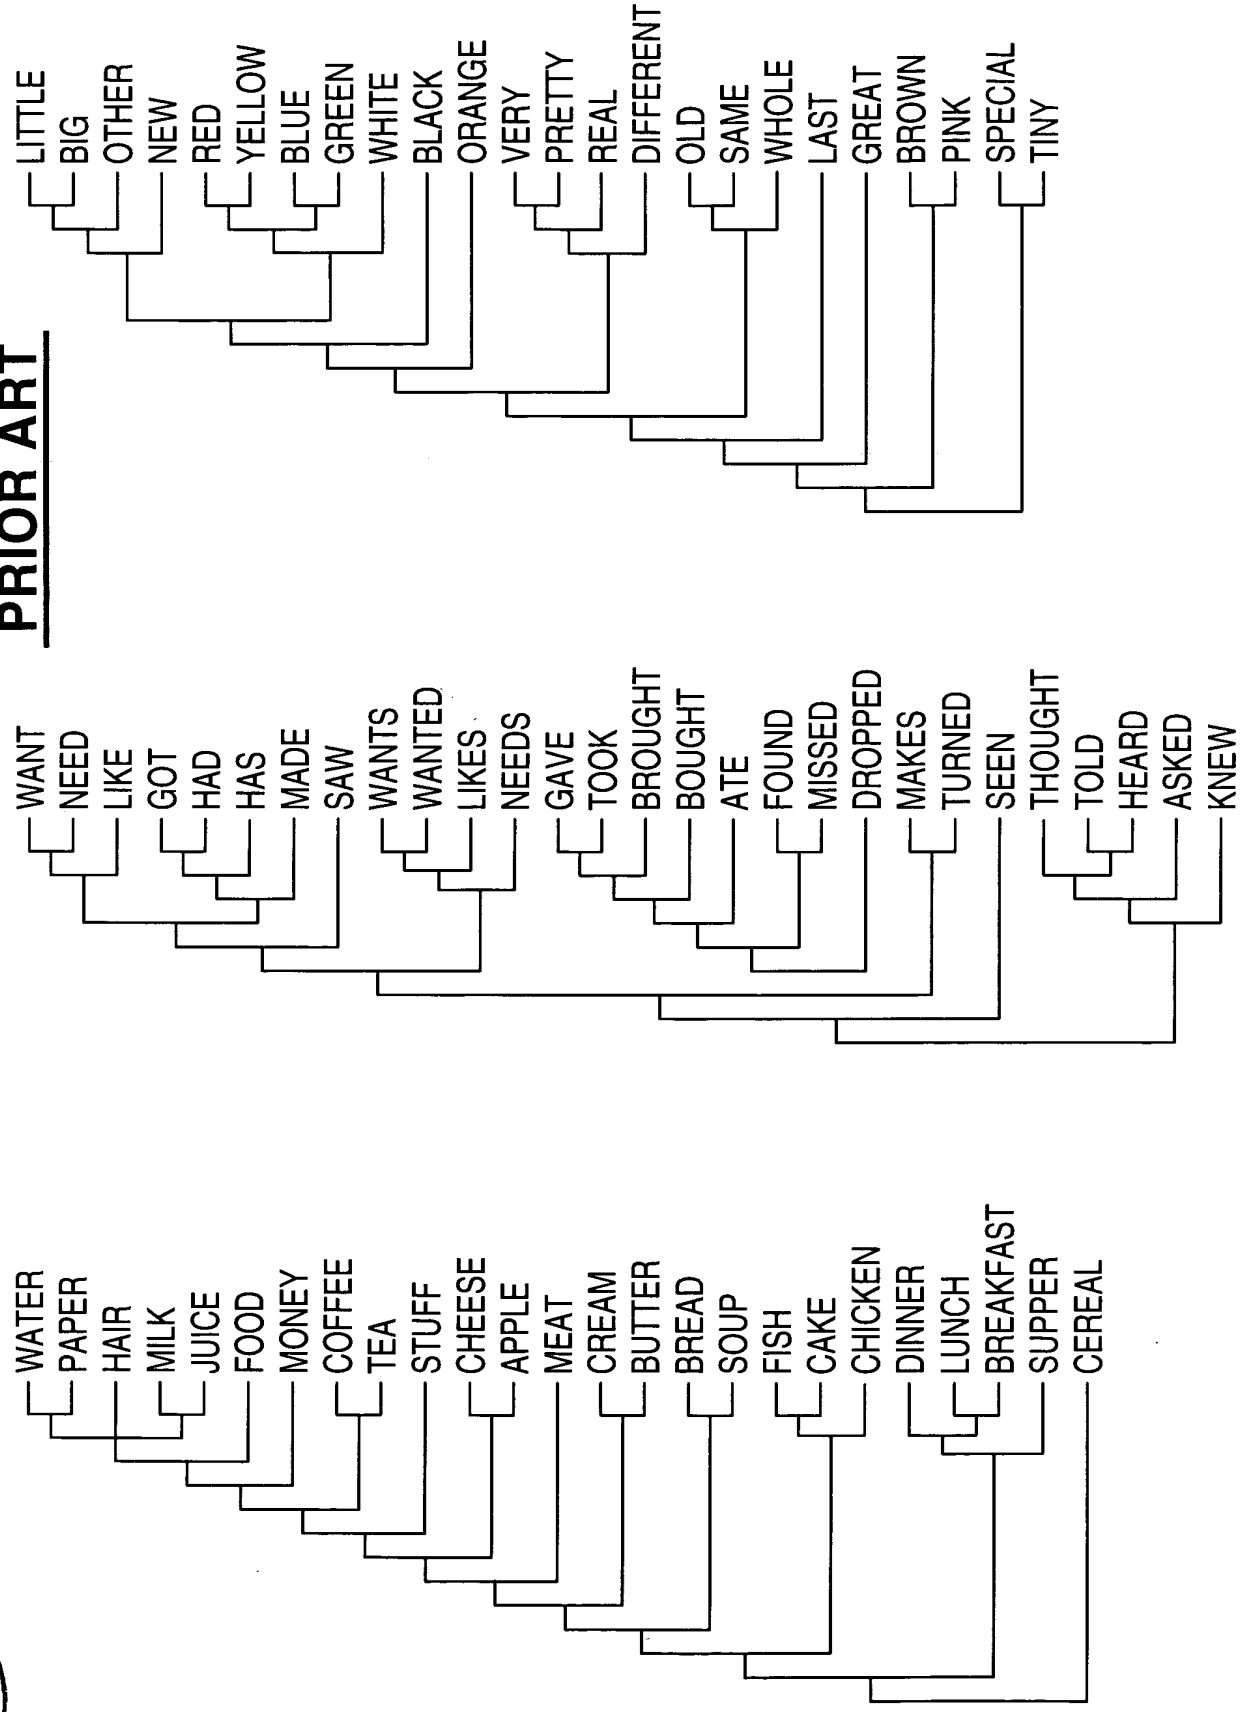 PRIOR ART
WATER
PAPER
HAIR
MILK
JUICE
FOOD
MONEY
COFFEE
TEA
STUFF
CHEESE
APPLE
MEAT
CREAM
BUTTER
BREAD
SOUP
FISH
CAKE
CHICKEN
DINNER
LUNCH
BREAKFAST
SUPPER
CEREAL
WANT
NEED
LIKE
GOT
HAD
HAS
MADE
SAW
WANTS
WANTED
LIKES
NEEDS
GAVE
TOOK
BROUGHT
BOUGHT
ATE
FOUND
MISSED
DROPPED
MAKES
TURNED
SEEN
THOUGHT
TOLD
HEARD
ASKED
KNEW
LITTLE
BIG
OTHER
NEW
RED
YELLOW
BLUE
GREEN
WHITE
BLACK
ORANGE
VERY
PRETTY
REAL
DIFFERENT
OLD
SAME
WHOLE
LAST
GREAT
BROWN
PINK
SPECIAL
TINY